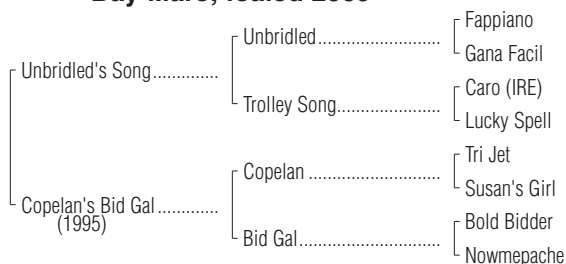 Bay Mare; foaled
Fappiano
Unbridled
Gana Facil
Unbridled's Song
Caro (IRE)
Trolley Song
Lucky Spell
Tri Jet
Copelan
Susan's Girl
Copelan's Bid Gal
(1995)
Bold Bidder
Bid Gal
Nowmepache